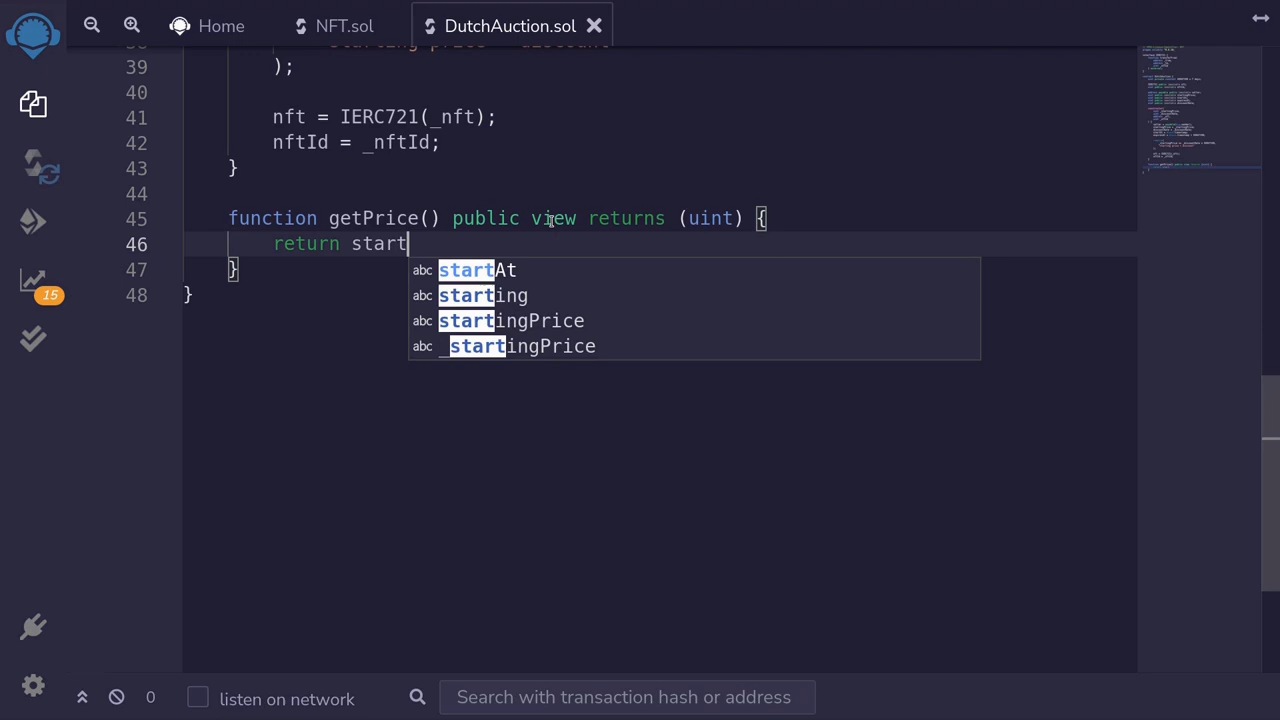 Home
NFT.sol
DutchAuction.sol
39 );
40
41 nft = IERC721(_nft);
42 nftId = _nftId;
43 }
44
45 function getPrice() public view returns (uint) {
46 return start
startAt
starting
startingPrice
_startingPrice
47 }
48 }
15
0
listen on network
Search with transaction hash or address